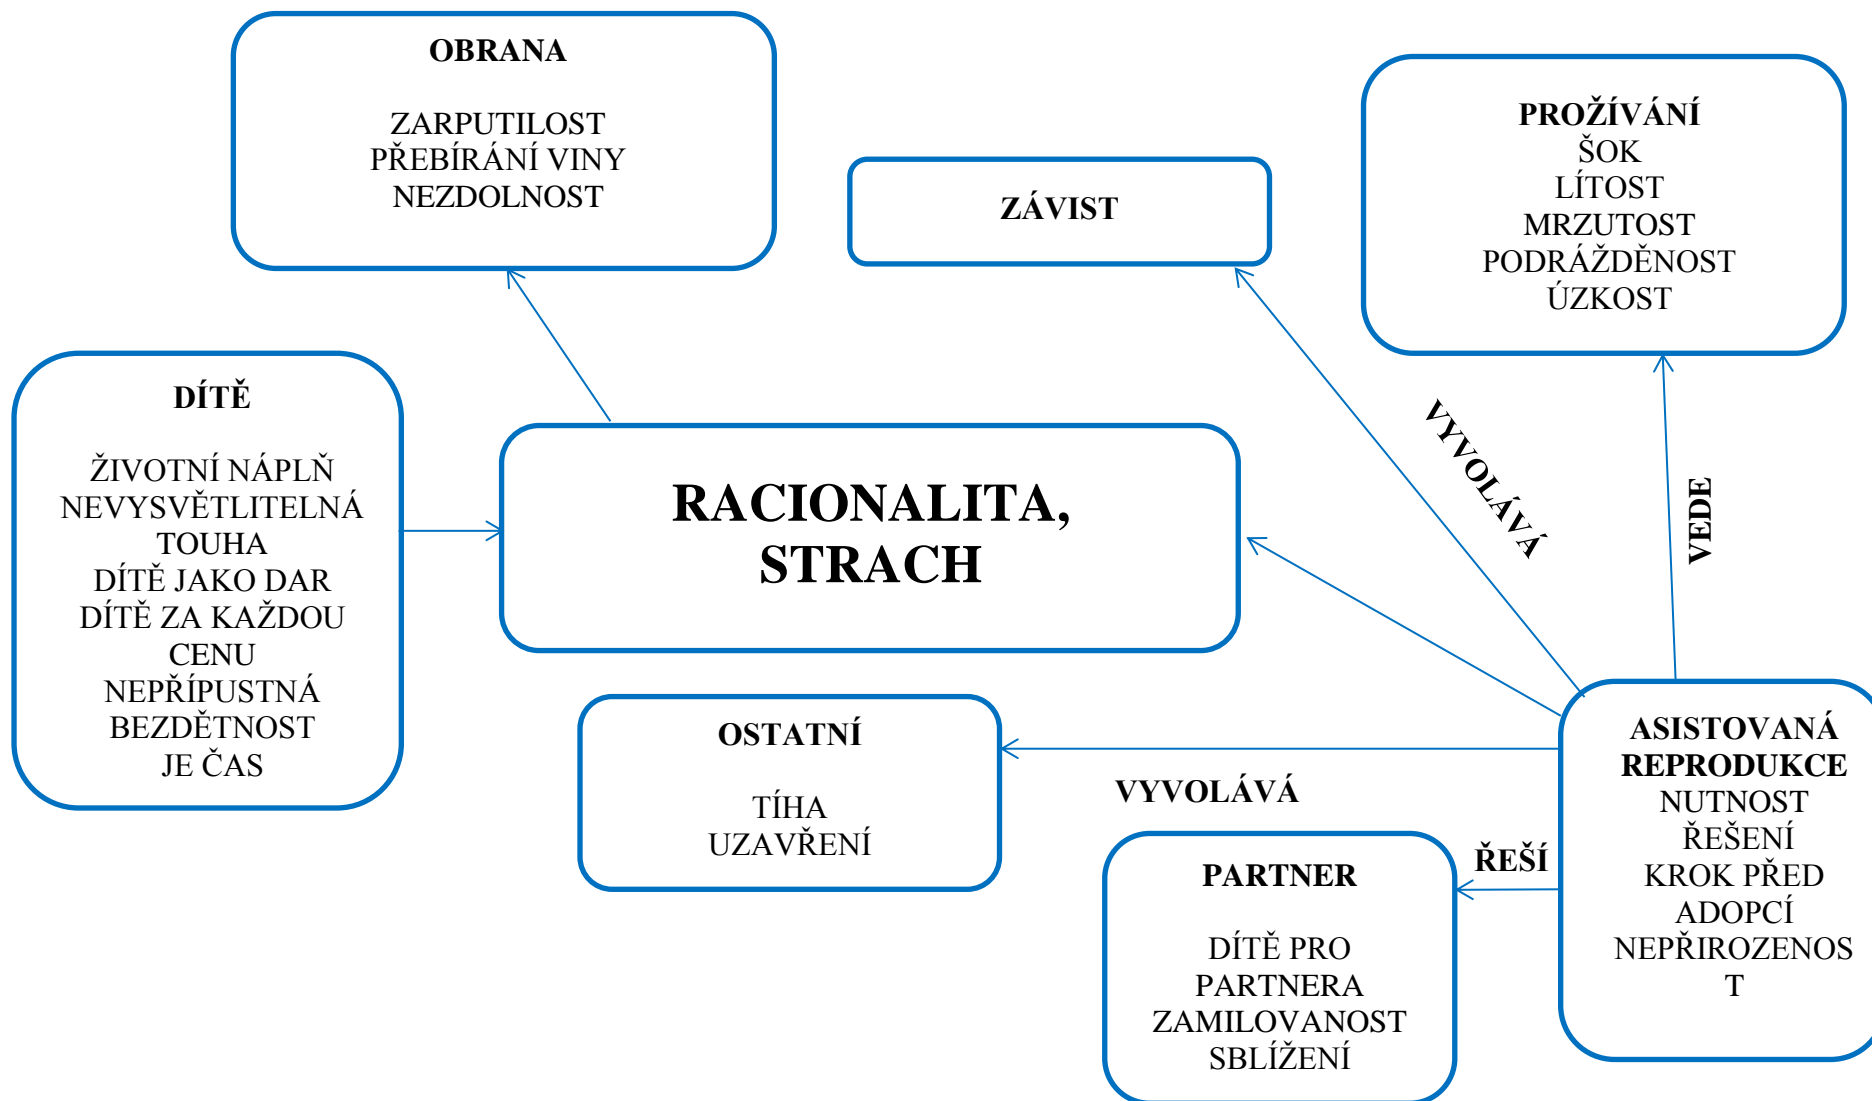 OBRANA
ZARPUTILOST
PŘEBÍRÁNÍ VINY
NEZDOLNOST
ZÁVIST
PROŽÍVÁNÍ
ŠOK
LÍTOST
MRZUTOST
PODRÁŽDĚNOST
ÚZKOST
DÍTĚ
ŽIVOTNÍ NÁPLŇ
NEVYSVĚTLITELNÁ
TOUHA
DÍTĚ JAKO DAR
DÍTĚ ZA KAŽDOU
CENU
NEPŘÍPUSTNÁ
BEZDĚTNOST
JE ČAS
RACIONALITA,
STRACH
VYVOLÁVÁ
VEDE
OSTATNÍ
TÍHA
UZAVŘENÍ
VYVOLÁVÁ
PARTNER
DÍTĚ PRO
PARTNERA
ZAMILOVANOST
SBLÍŽENÍ
ŘEŠÍ
ASISTOVANÁ
REPRODUKCE
NUTNOST
ŘEŠENÍ
KROK PŘED
ADOPCÍ
NEPŘIROZENOS
T